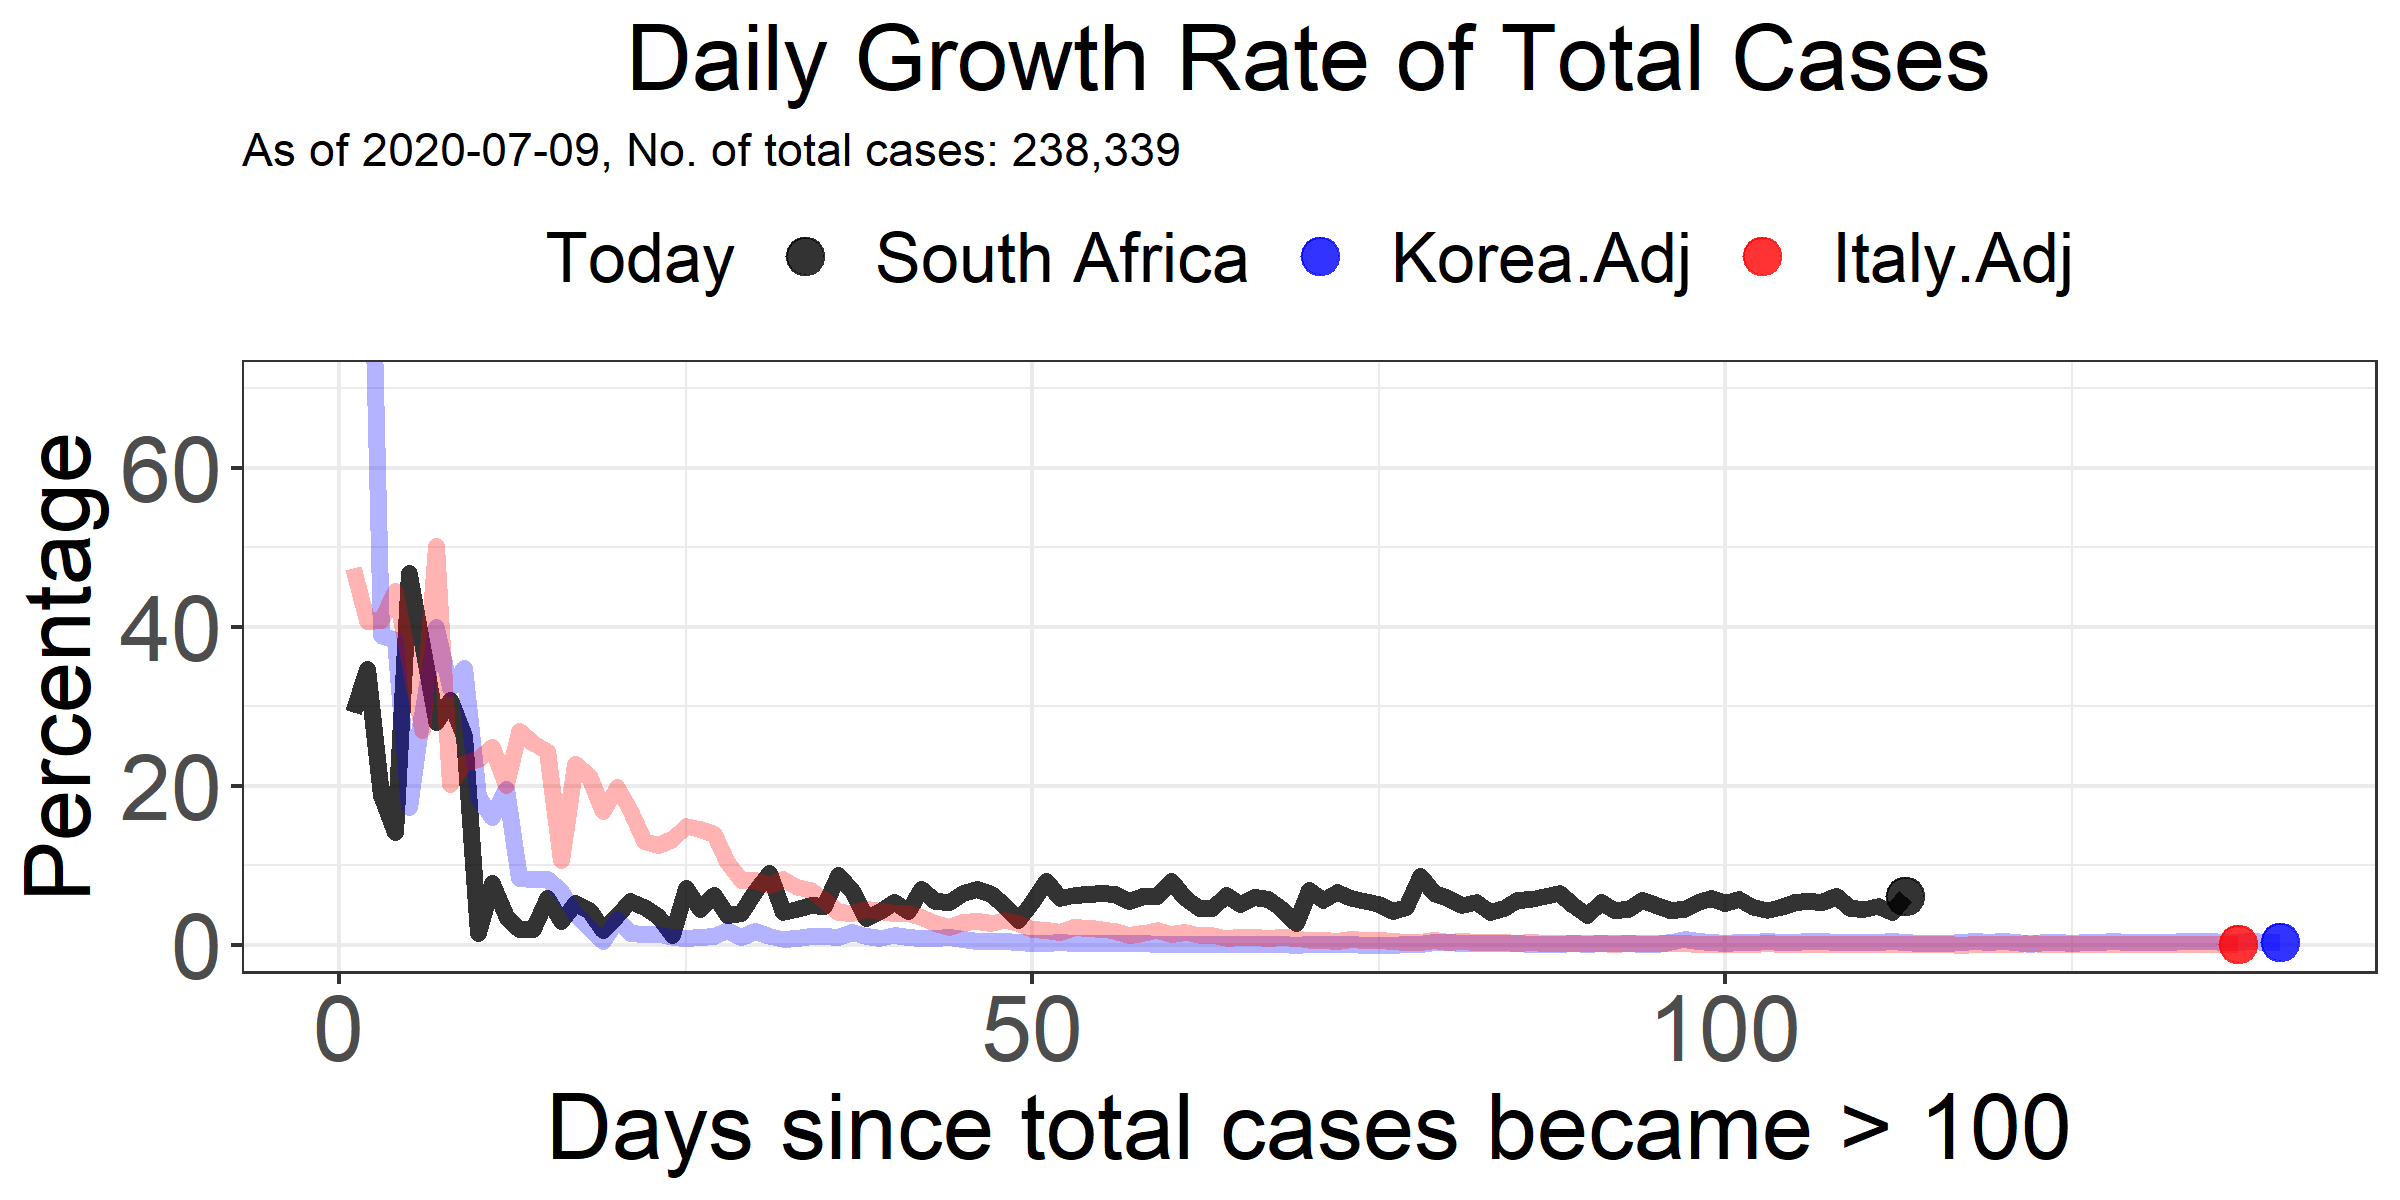 Daily Growth Rate of Total Cases
As of 2020-07-09, No. of total cases: 238,339
Today South Africa Korea.Adj Italy.Adj
Percentage
60
40
20
0
0 50 100
Days since total cases became > 100